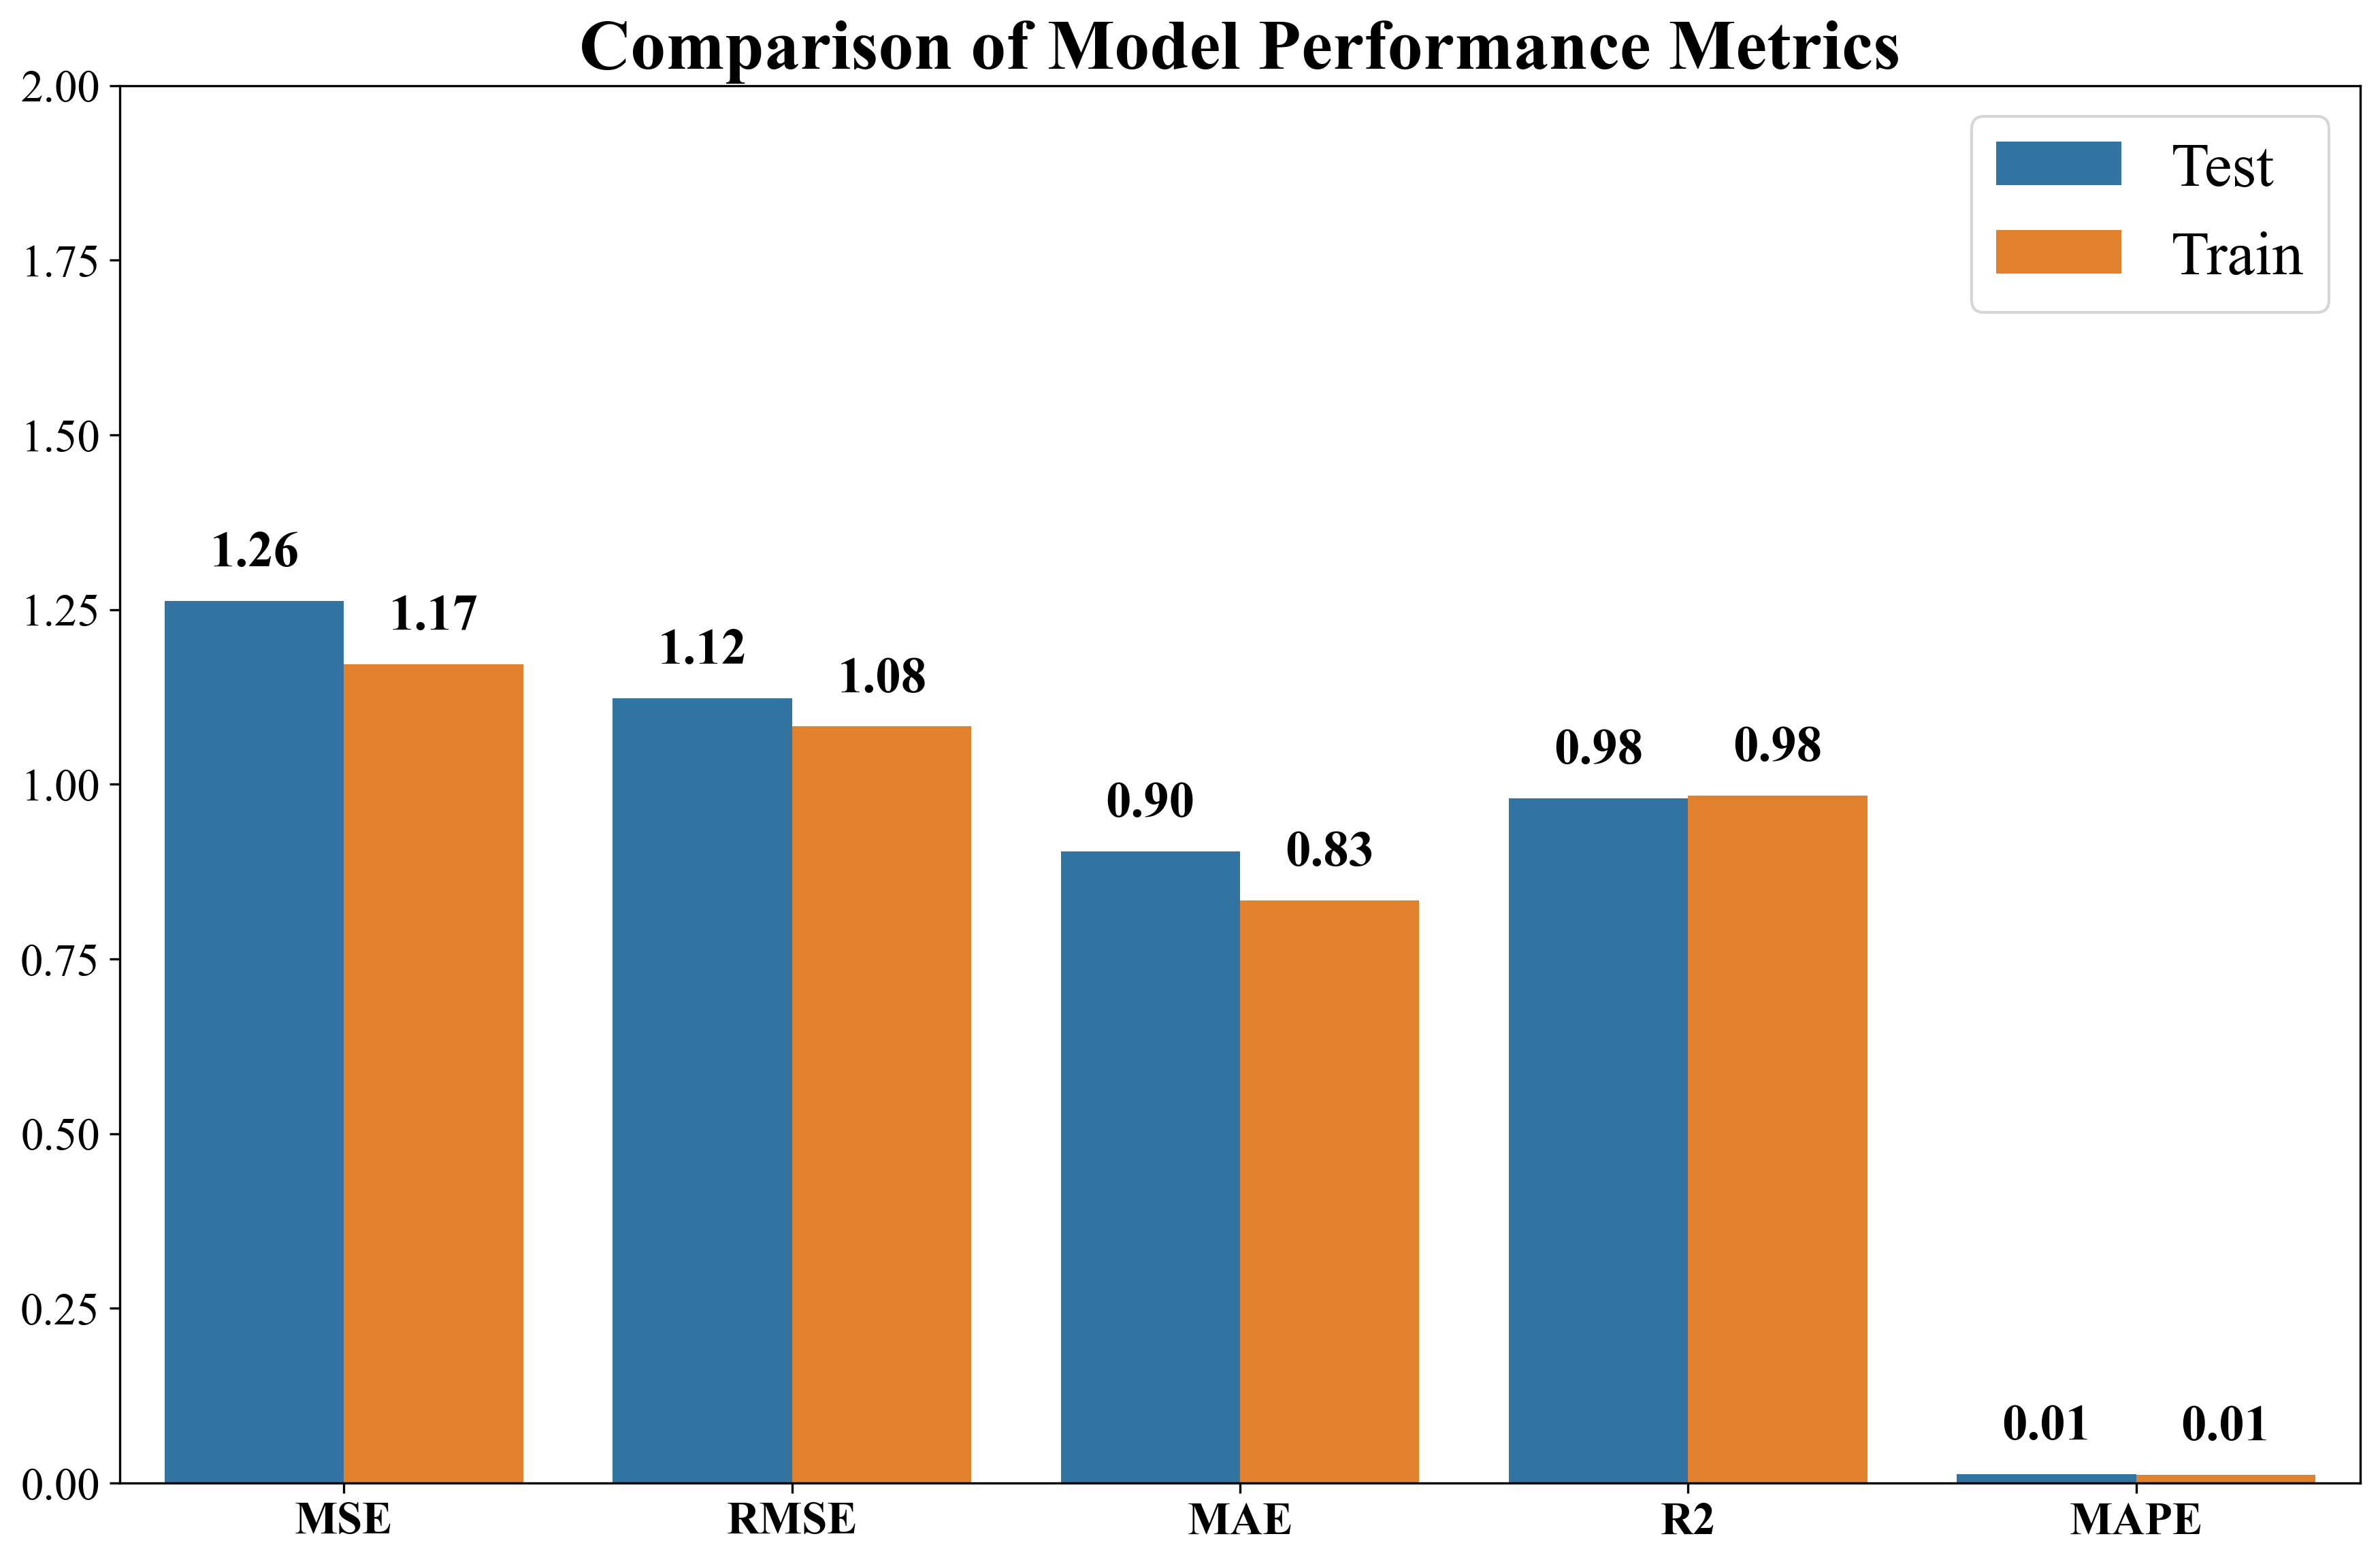 Comparison of Model Performance Metrics
2.00
1.75
1.50
1.25
1.00
0.75
0.50
0.25
0.00
Test
Train
1.26
1.17
1.12
1.08
0.90
0.83
0.98
0.98
0.01
0.01
MSE
RMSE
MAE
R2
MAPE